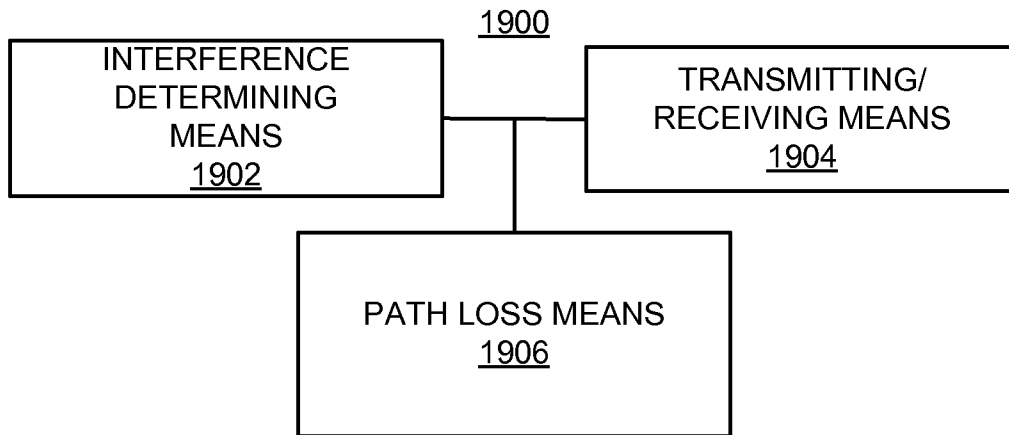 1900
INTERFERENCE
DETERMINING
MEANS
1902
TRANSMITTING/
RECEIVING MEANS
1904
PATH LOSS MEANS
1906